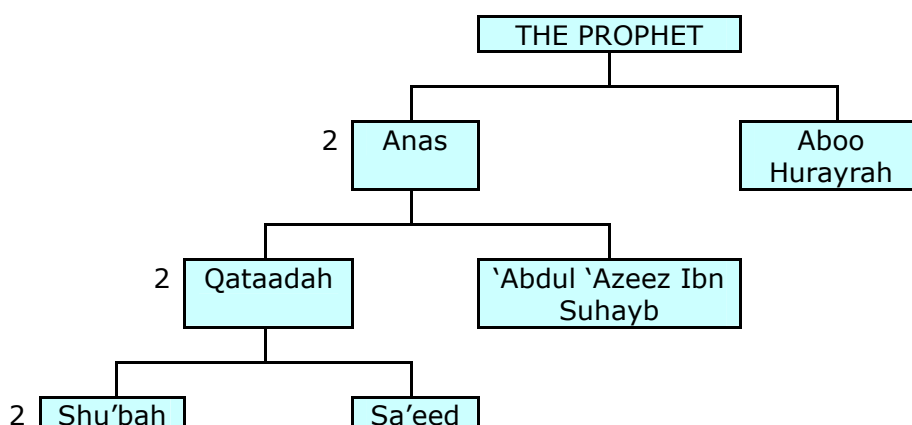 THE PROPHET
2 Anas Aboo
Hurayrah
2 Qataadah ‘Abdul ‘Azeez Ibn
Suhayb
2 Shu’bah Sa’eed